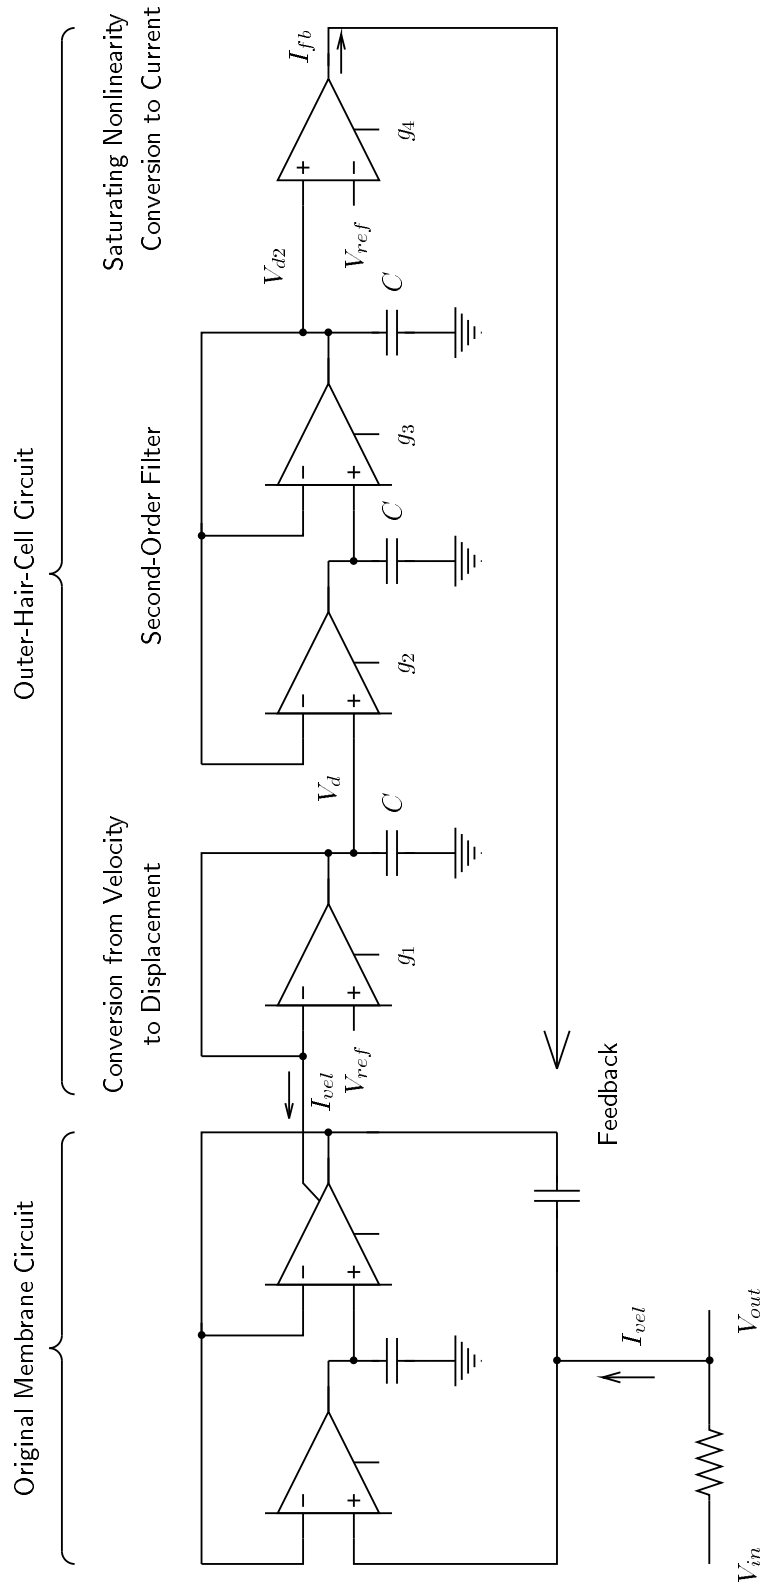 Original Membrane Circuit
Outer-Hair-Cell Circuit
Conversion from Velocity
to Displacement
Second-Order Filter
Saturating Nonlinearity
Conversion to Current
− + − + − + − + − + + −
I_vel
V_ref
g_1
V_d
C
g_2
C
g_3
C
V_d2
V_ref
g_4
I_fb
Feedback
I_vel
V_in
V_out